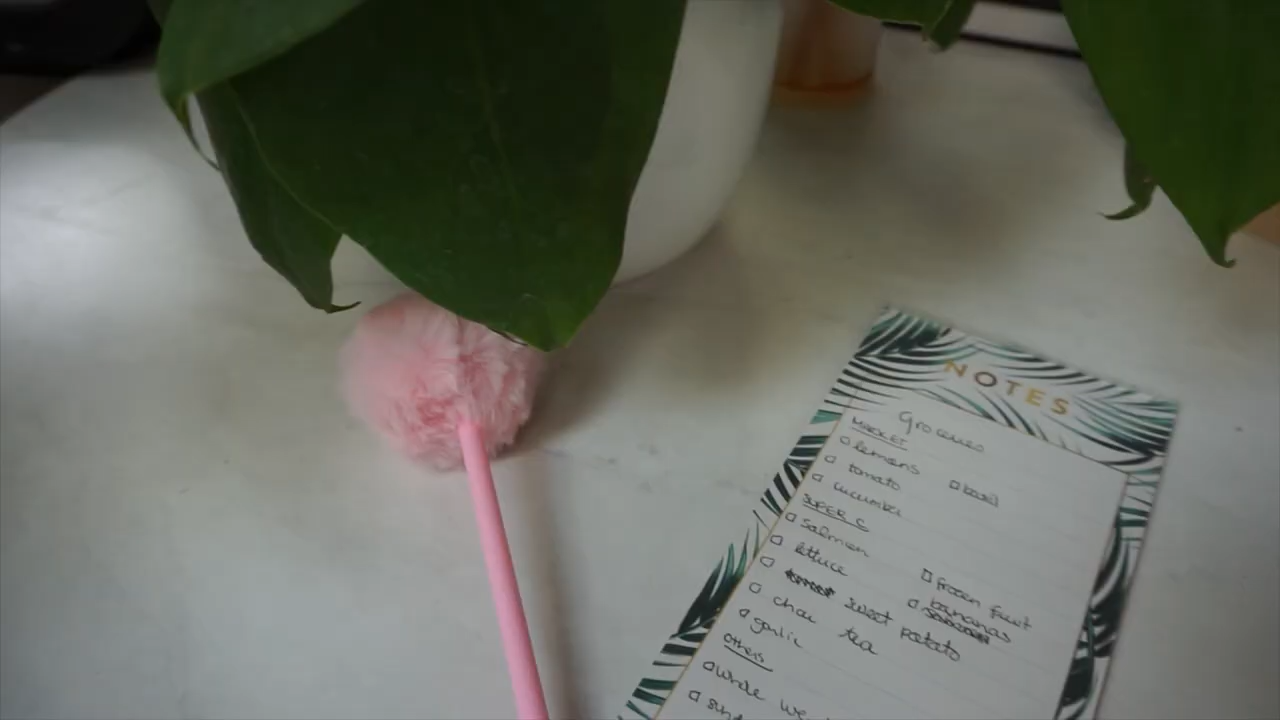 NOTES
Groceries
MARKET
lemons
tomato basil
cucumber
SUPER C
salmon
lettuce frozen fruit
sweet potato bananas
chai tea
garlic
others
whole